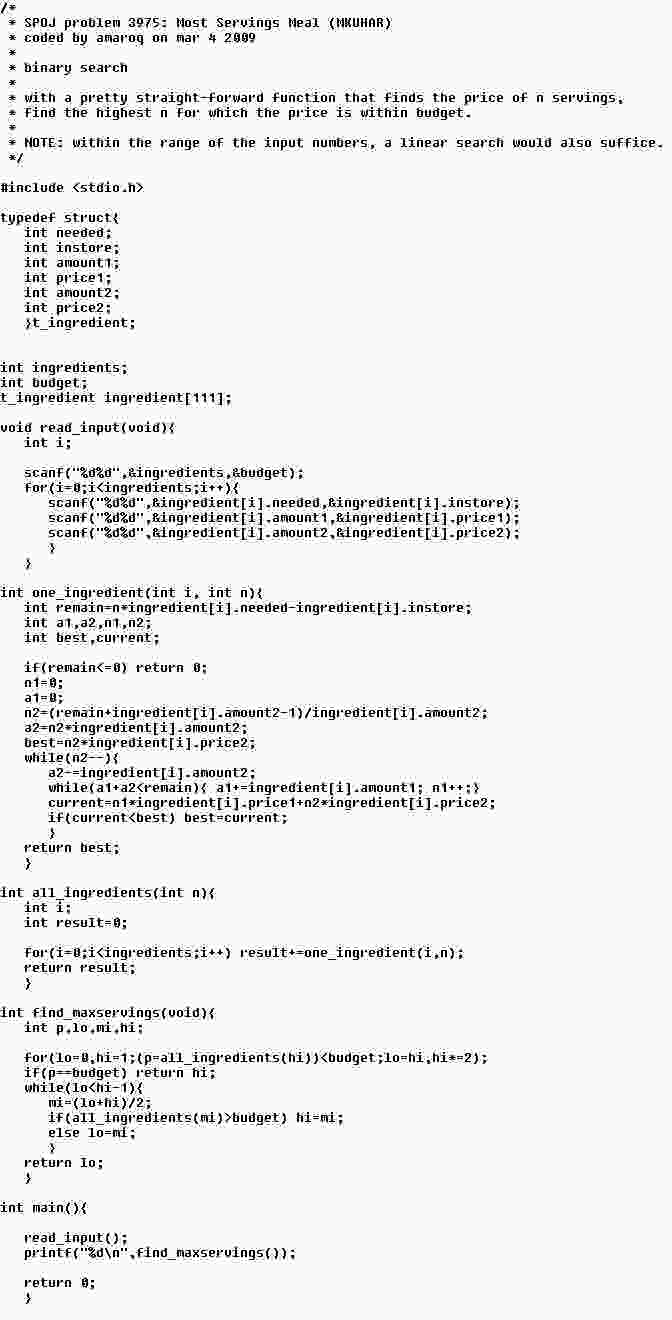 /*
 * SPOJ problem 3975: Most Servings Meal (MKUHAR)
 * coded by amaroq on mar 4 2009
 *
 * binary search
 *
 * with a pretty straight-forward function that finds the price of n servings,
 * find the highest n for which the price is within budget.
 *
 * NOTE: within the range of the input numbers, a linear search would also suffice.
 */

#include <stdio.h>

typedef struct{
   int needed;
   int instore;
   int amount1;
   int price1;
   int amount2;
   int price2;
   }t_ingredient;


int ingredients;
int budget;
t_ingredient ingredient[111];

void read_input(void){
   int i;

   scanf("%d%d",&ingredients,&budget);
   for(i=0;i<ingredients;i++){
      scanf("%d%d",&ingredient[i].needed,&ingredient[i].instore);
      scanf("%d%d",&ingredient[i].amount1,&ingredient[i].price1);
      scanf("%d%d",&ingredient[i].amount2,&ingredient[i].price2);
      }
   }

int one_ingredient(int i, int n){
   int remain=n*ingredient[i].needed-ingredient[i].instore;
   int a1,a2,n1,n2;
   int best,current;

   if(remain<=0) return 0;
   n1=0;
   a1=0;
   n2=(remain+ingredient[i].amount2-1)/ingredient[i].amount2;
   a2=n2*ingredient[i].amount2;
   best=n2*ingredient[i].price2;
   while(n2--){
      a2-=ingredient[i].amount2;
      while(a1+a2<remain){ a1+=ingredient[i].amount1; n1++;}
      current=n1*ingredient[i].price1+n2*ingredient[i].price2;
      if(current<best) best=current;
      }
   return best;
   }

int all_ingredients(int n){
   int i;
   int result=0;

   for(i=0;i<ingredients;i++) result+=one_ingredient(i,n);
   return result;
   }

int find_maxservings(void){
   int p,lo,mi,hi;

   for(lo=0,hi=1;(p=all_ingredients(hi))<budget;lo=hi,hi*=2);
   if(p==budget) return hi;
   while(lo<hi-1){
      mi=(lo+hi)/2;
      if(all_ingredients(mi)>budget) hi=mi;
      else lo=mi;
      }
   return lo;
   }

int main(){

   read_input();
   printf("%d\n",find_maxservings());

   return 0;
   }